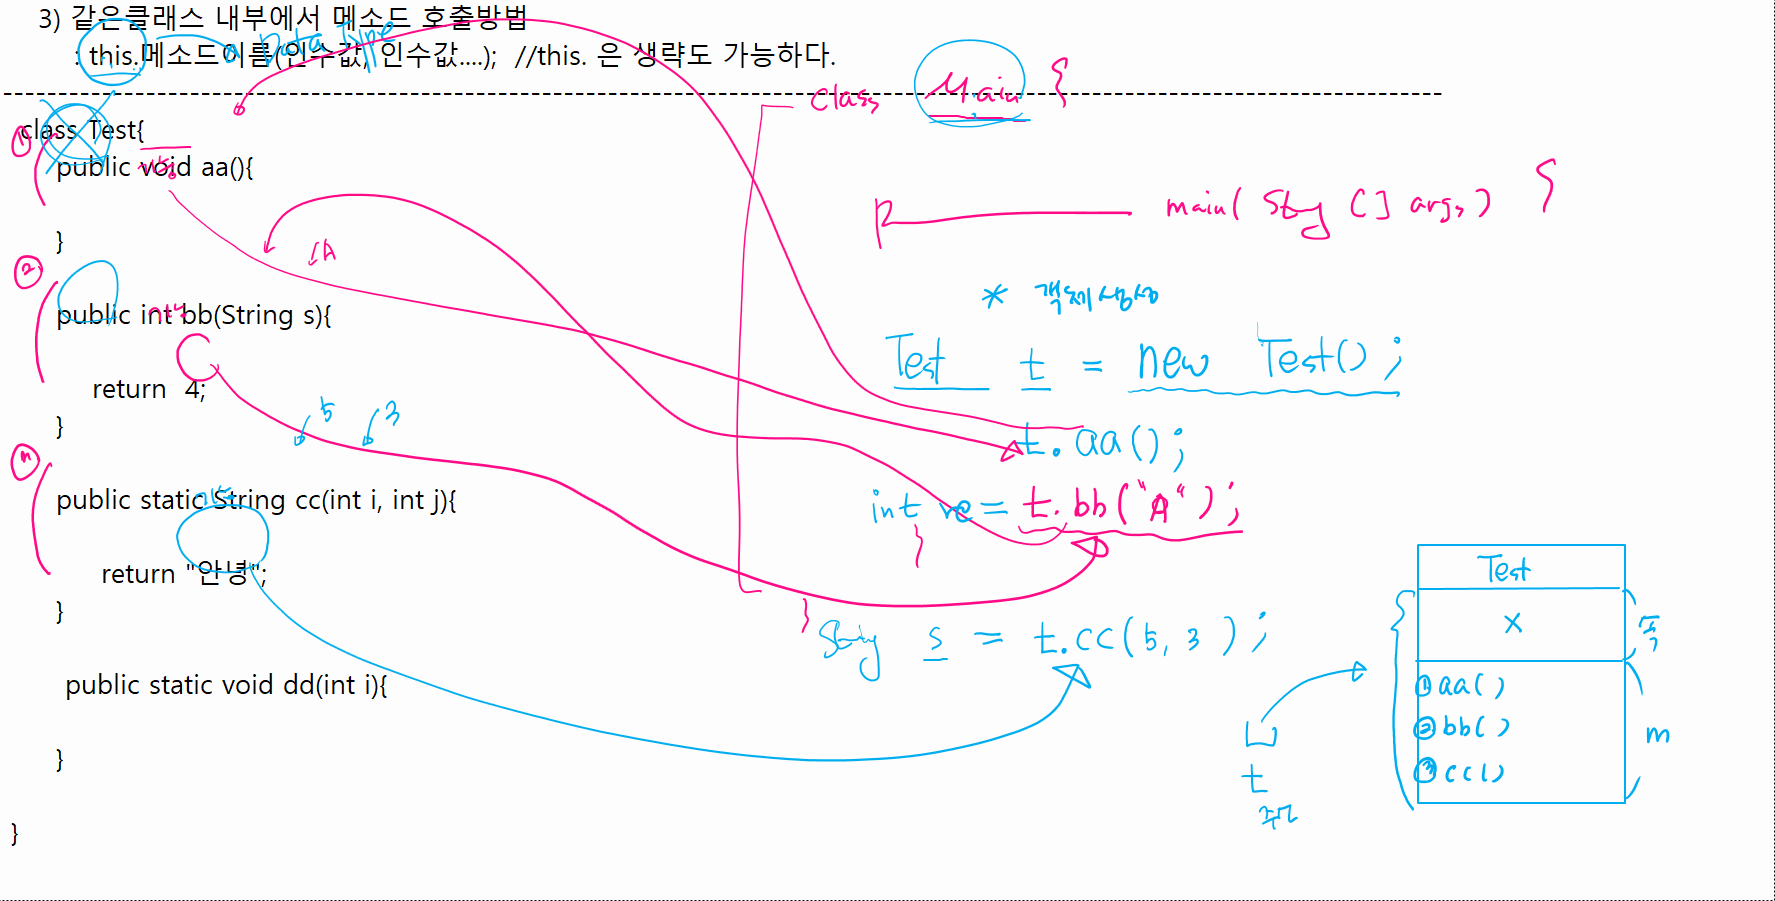 3) 같은클래스 내부에서 메소드 호출방법
: this.메소드이름(인수값, 인수값....);  //this. 은 생략도 가능하다.
Data Type
class Main {
① class Test{
public void aa(){
main( String [] args ) {
}
A
②
* 객체생성
public int bb(String s){
Test t = new Test();
return 4;
5 3
}
t.aa();
public static String cc(int i, int j){
int re = t.bb("A");
}
return "안녕";
Test
}
}
String s = t.cc(5, 3);
X
public static void dd(int i){
① aa()
② bb()
m
}
③ cc()
t
}